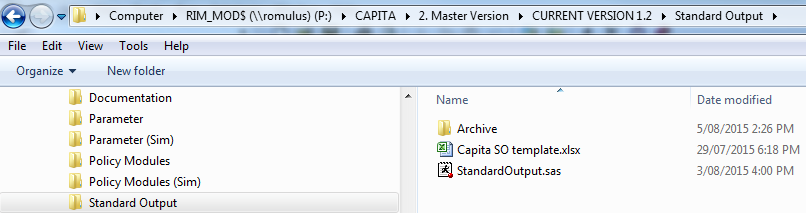 Computer RIM_MOD$ (\\romulus) (P:) CAPITA 2. Master Version CURRENT VERSION 1.2 Standard Output
File Edit View Tools Help
Organize New folder
Documentation
Parameter
Parameter (Sim)
Policy Modules
Policy Modules (Sim)
Standard Output
Name Date modified
Archive 5/08/2015 2:26 PM
Capita SO template.xlsx 29/07/2015 6:18 PM
StandardOutput.sas 3/08/2015 4:00 PM